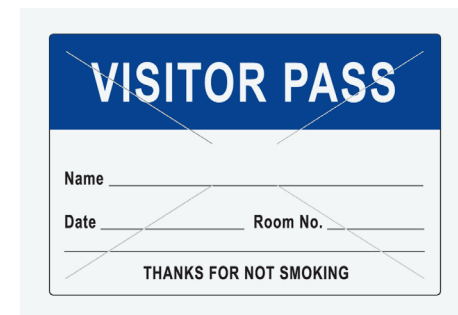 VISITOR PASS
Name
Date Room No.
THANKS FOR NOT SMOKING